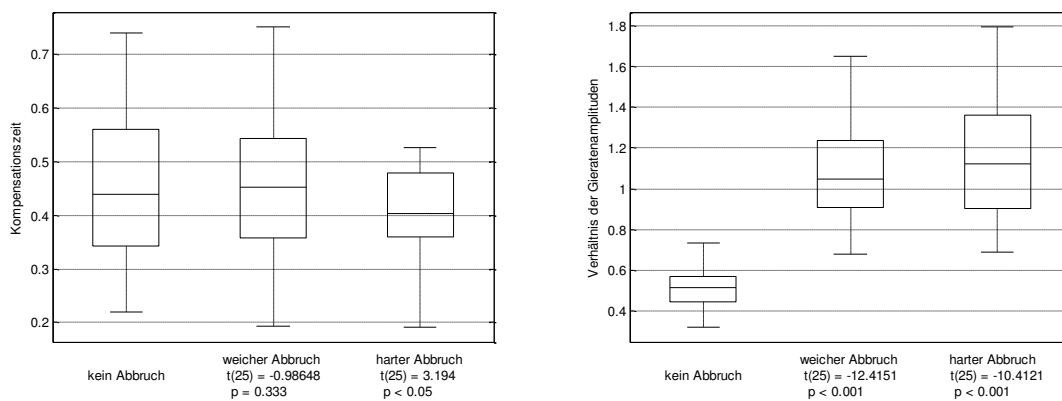 Kompensationszeit
0.7
0.6
0.5
0.4
0.3
0.2
kein Abbruch
weicher Abbruch
t(25) = -0.98648
p = 0.333
harter Abbruch
t(25) = 3.194
p < 0.05
Verhältnis der Gieratenamplituden
1.8
1.6
1.4
1.2
1
0.8
0.6
0.4
kein Abbruch
weicher Abbruch
t(25) = -12.4151
p < 0.001
harter Abbruch
t(25) = -10.4121
p < 0.001